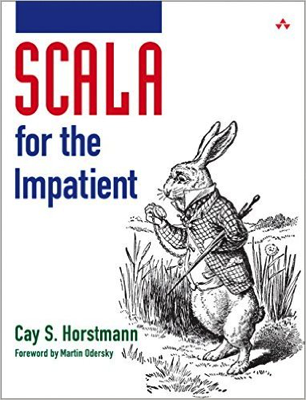 SCALA
for the
Impatient
Cay S. Horstmann
Foreword by Martin Odersky